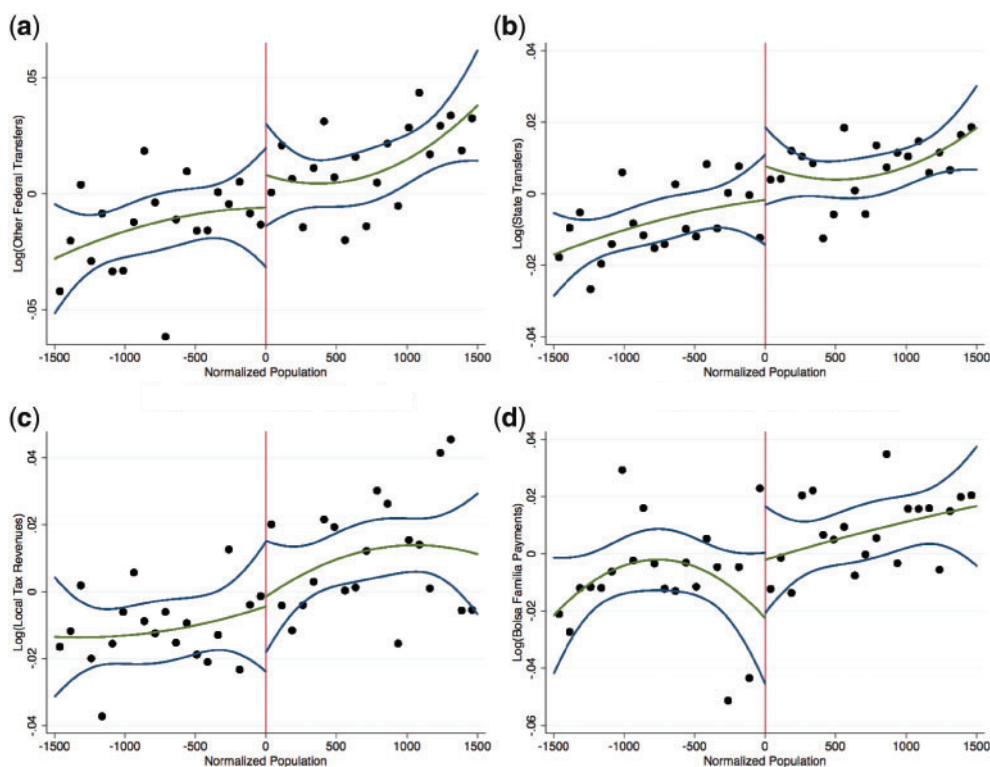 (a)
Log(Other Federal Transfers)
.05
0
-.05
-1500 -1000 -500 0 500 1000 1500
Normalized Population
(b)
Log(State Transfers)
.04
.02
0
-.02
-.04
-1500 -1000 -500 0 500 1000 1500
Normalized Population
(c)
Log(Local Tax Revenues)
.04
.02
0
-.02
-.04
-1500 -1000 -500 0 500 1000 1500
Normalized Population
(d)
Log(Bolsa Familia Payments)
.04
.02
0
-.02
-.04
-.06
-1500 -1000 -500 0 500 1000 1500
Normalized Population